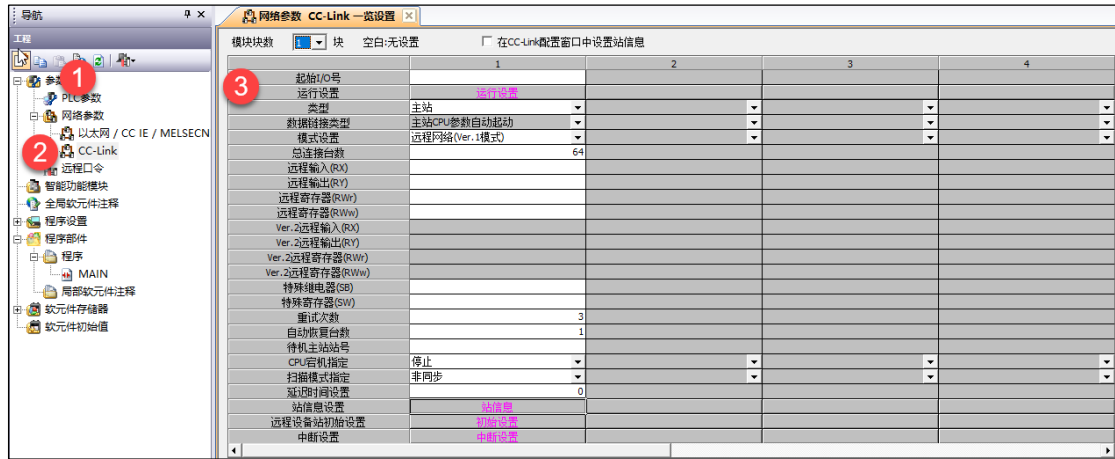 导航
工程
1
参数
PLC参数
网络参数
以太网 / CC IE / MELSECN
2
CC-Link
远程口令
智能功能模块
全局软元件注释
程序设置
程序部件
程序
MAIN
局部软元件注释
软元件存储器
软元件初始值
网络参数 CC-Link 一览设置
模块块数 1 块 空白:无设置 在CC-Link配置窗口中设置站信息
3
1 2 3 4
起始I/O号
运行设置 运行设置
类型 主站
数据链接类型 主站CPU参数自动起动
模式设置 远程网络(Ver.1模式)
总连接台数 64
远程输入(RX)
远程输出(RY)
远程寄存器(RWr)
远程寄存器(RWw)
Ver.2远程输入(RX)
Ver.2远程输出(RY)
Ver.2远程寄存器(RWr)
Ver.2远程寄存器(RWw)
特殊继电器(SB)
特殊寄存器(SW)
重试次数 3
自动恢复台数 1
待机主站站号
CPU宕机指定 停止
扫描模式指定 非同步
延迟时间设置 0
站信息设置 站信息
远程设备站初始设置 初始设置
中断设置 中断设置